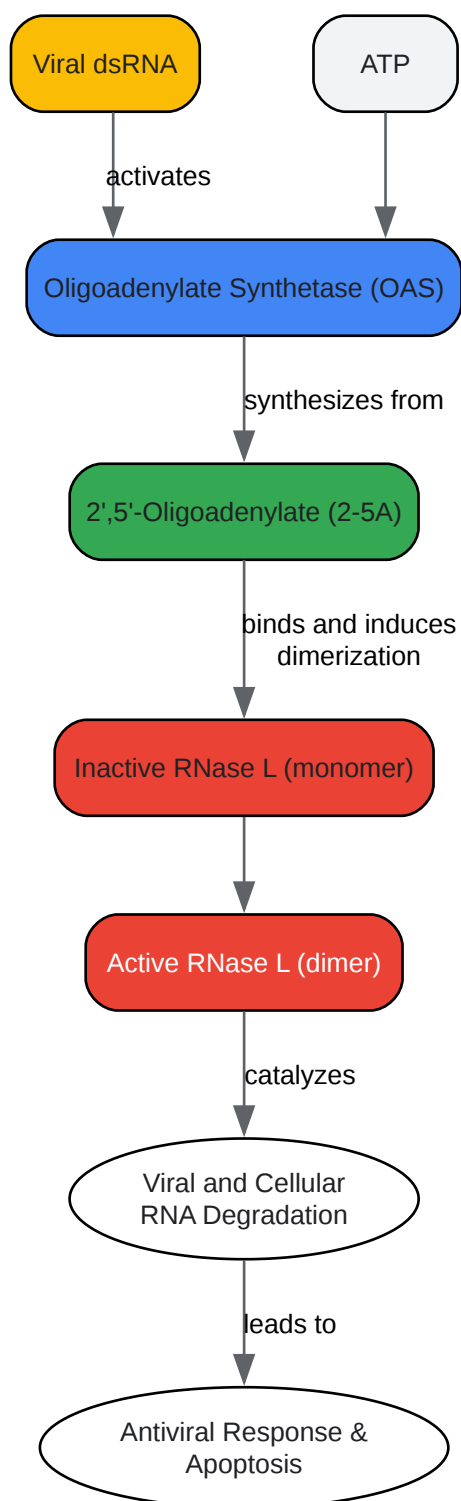 Viral dsRNA
ATP
activates
Oligoadenylate Synthetase (OAS)
synthesizes from
2',5'-Oligoadenylate (2-5A)
binds and induces
dimerization
Inactive RNase L (monomer)
Active RNase L (dimer)
catalyzes
Viral and Cellular
RNA Degradation
leads to
Antiviral Response &
Apoptosis